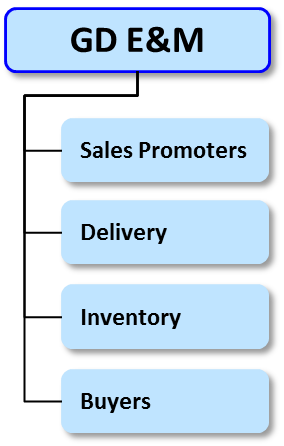 GD E&M
Sales Promoters
Delivery
Inventory
Buyers